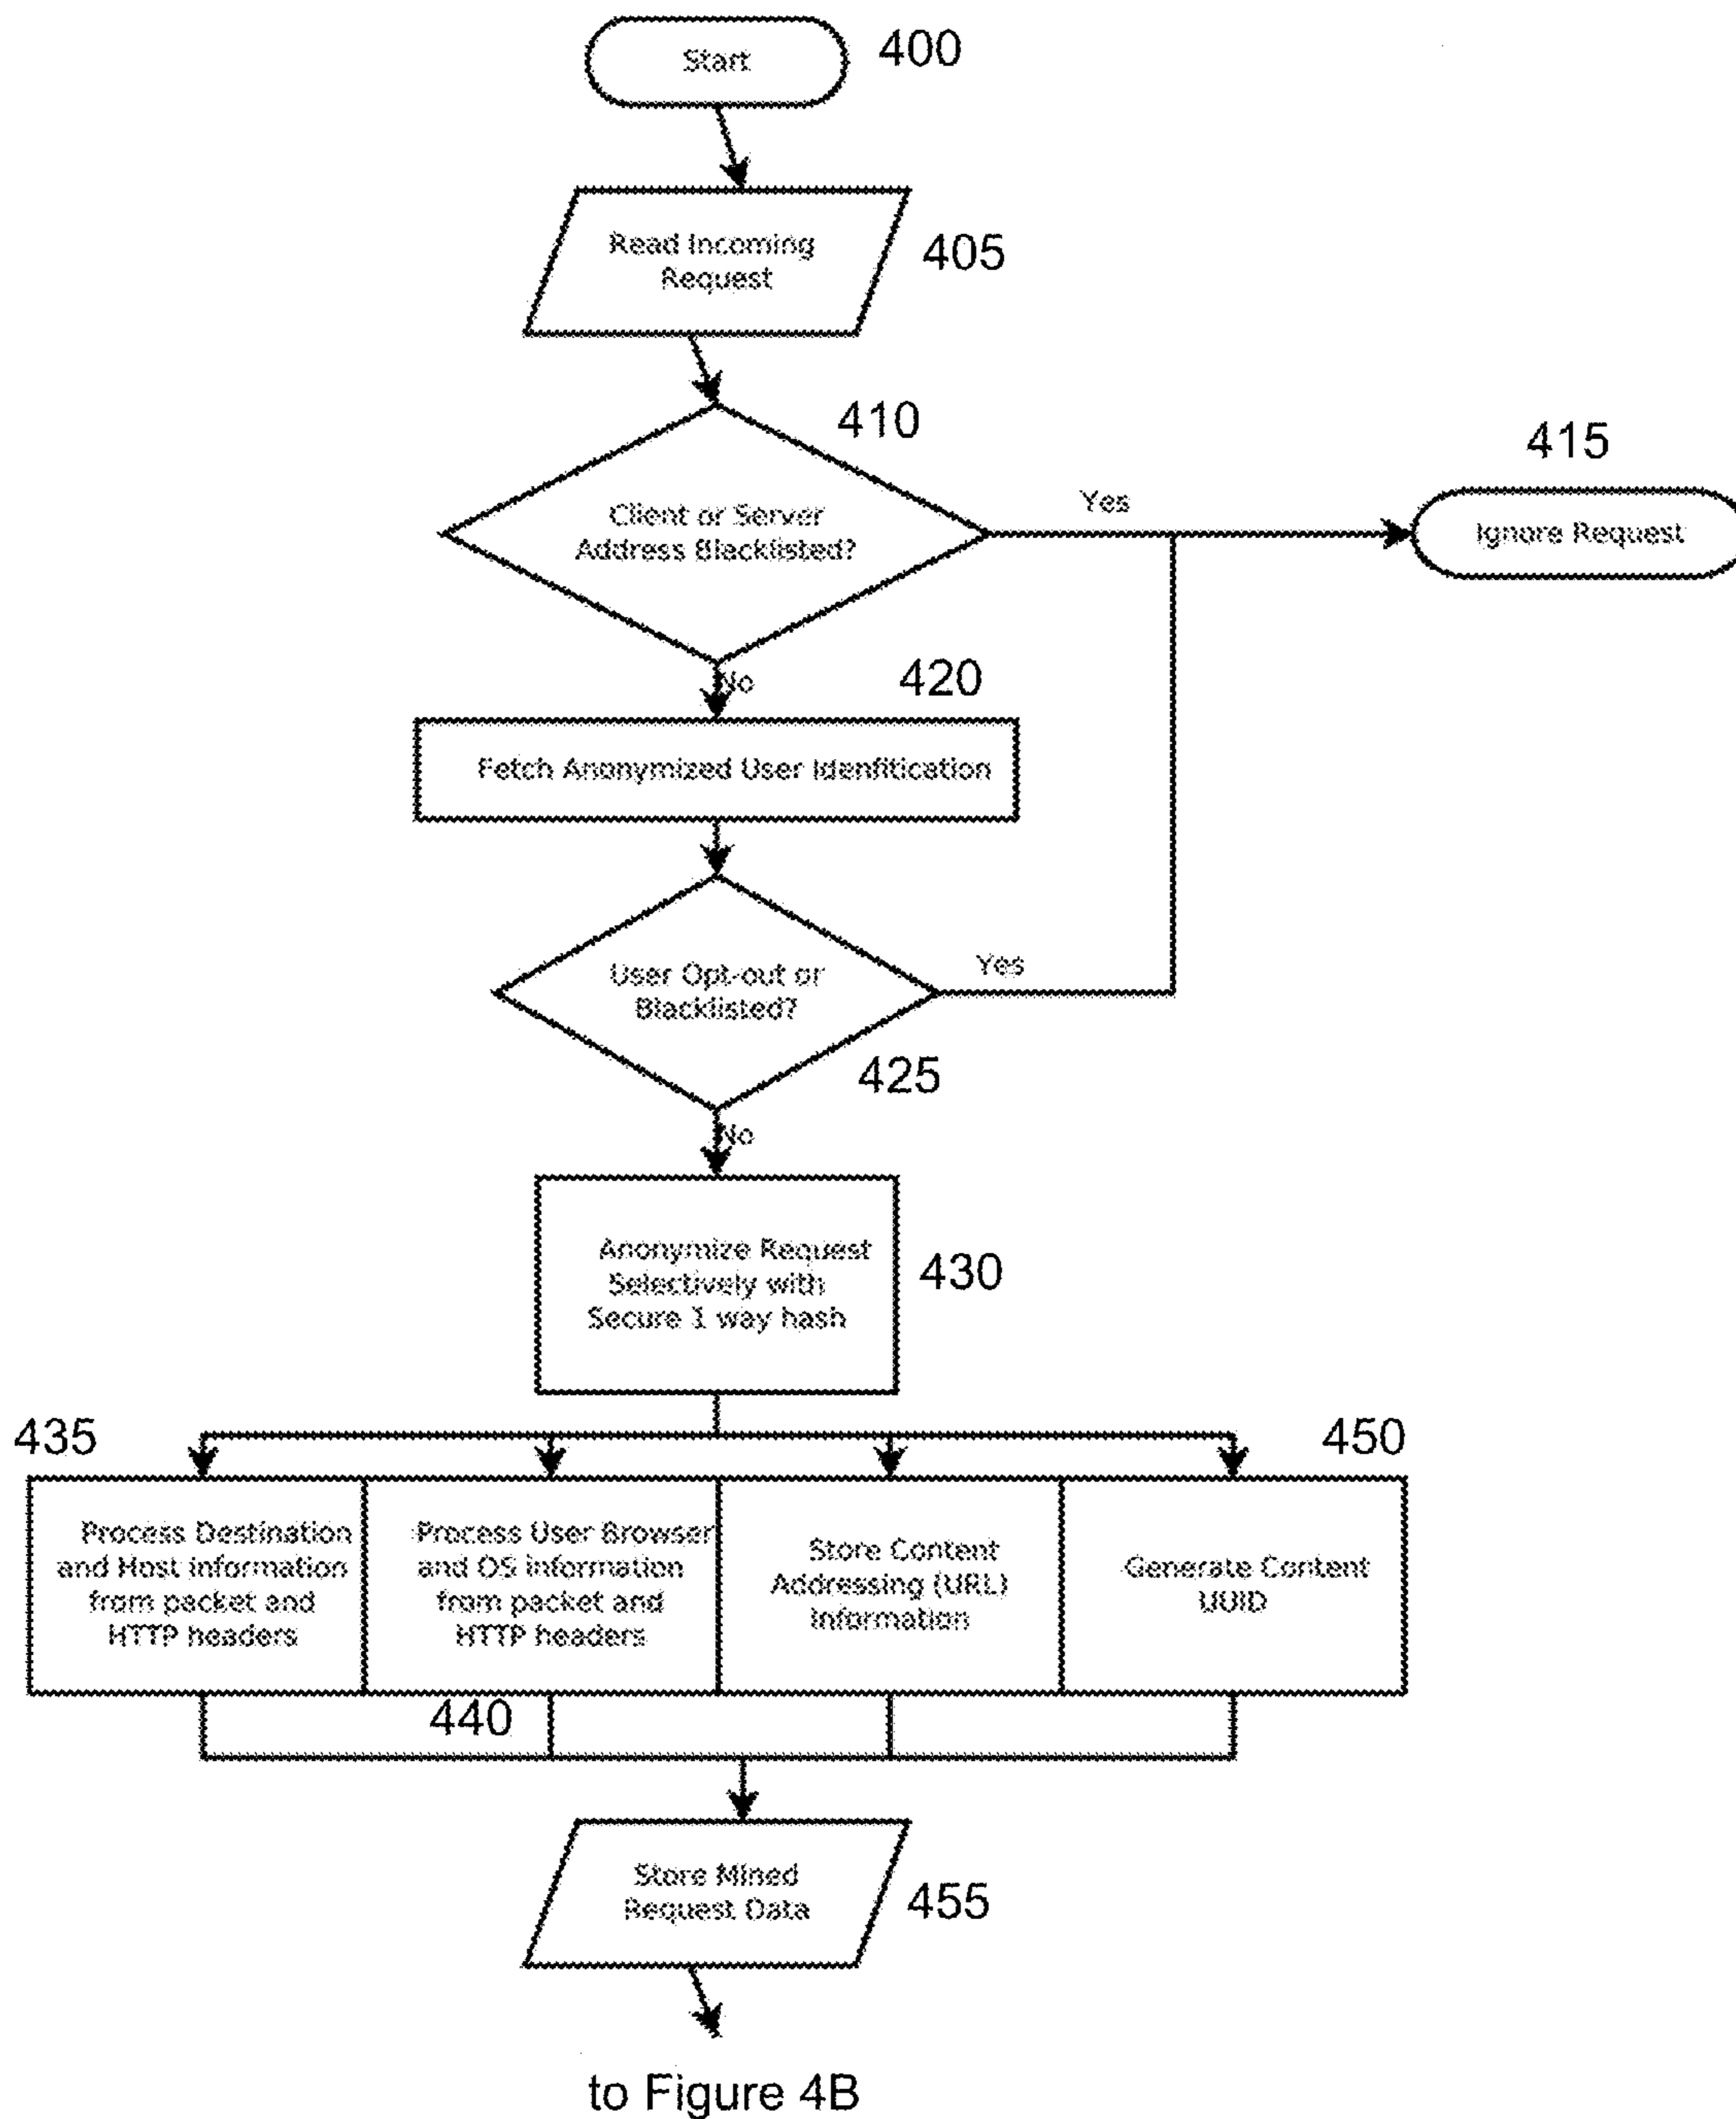 Start
400
Read Incoming
Request
405
410
Client or Server
Address Blacklisted?
Yes
415
Ignore Request
No
420
Fetch Anonymized User Idenfitication
User Opt-out or
Blacklisted?
Yes
425
No
Anonymize Request
Selectively with
Secure 1 way hash
430
435
450
Process Destination
and Host information
from packet and
HTTP headers
Process User Browser
and OS information
from packet and
HTTP headers
Store Content
Addressing (URL)
Information
Generate Content
UUID
440
Store Mined
Request Data
455
to Figure 4B